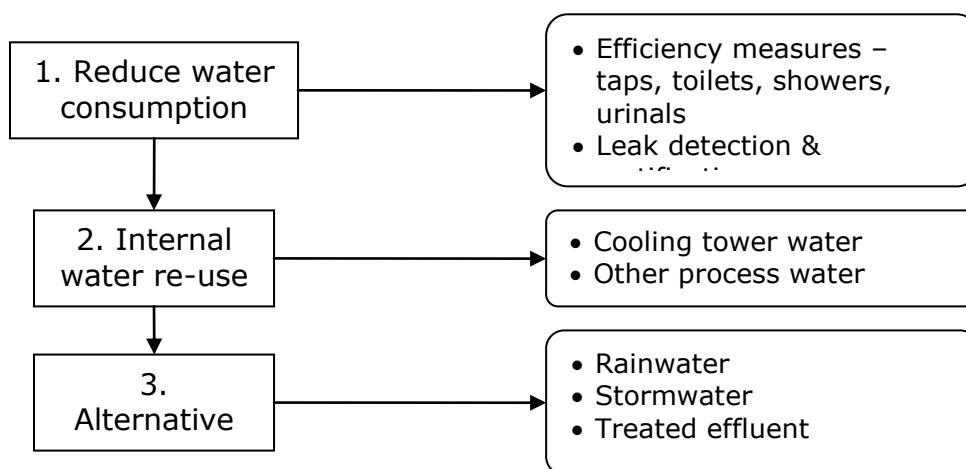 1. Reduce water
consumption
• Efficiency measures –
taps, toilets, showers,
urinals
• Leak detection &
2. Internal
water re-use
• Cooling tower water
• Other process water
3.
Alternative
• Rainwater
• Stormwater
• Treated effluent